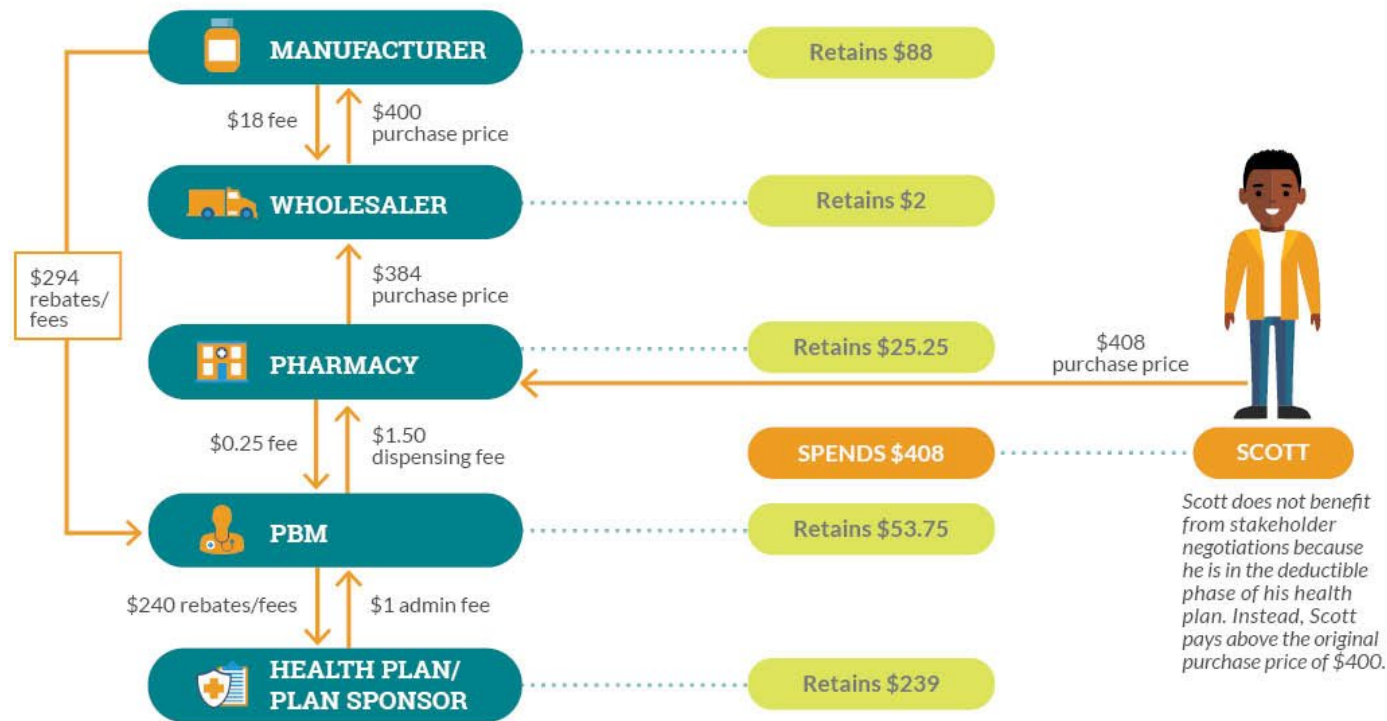 MANUFACTURER
Retains $88
$18 fee
$400
purchase price
WHOLESALER
Retains $2
$294
rebates/
fees
$384
purchase price
PHARMACY
Retains $25.25
$408
purchase price
$0.25 fee
$1.50
dispensing fee
SPENDS $408
SCOTT
Scott does not benefit
from stakeholder
negotiations because
he is in the deductible
phase of his health
plan. Instead, Scott
pays above the original
purchase price of $400.
PBM
Retains $53.75
$240 rebates/fees
$1 admin fee
HEALTH PLAN/
PLAN SPONSOR
Retains $239